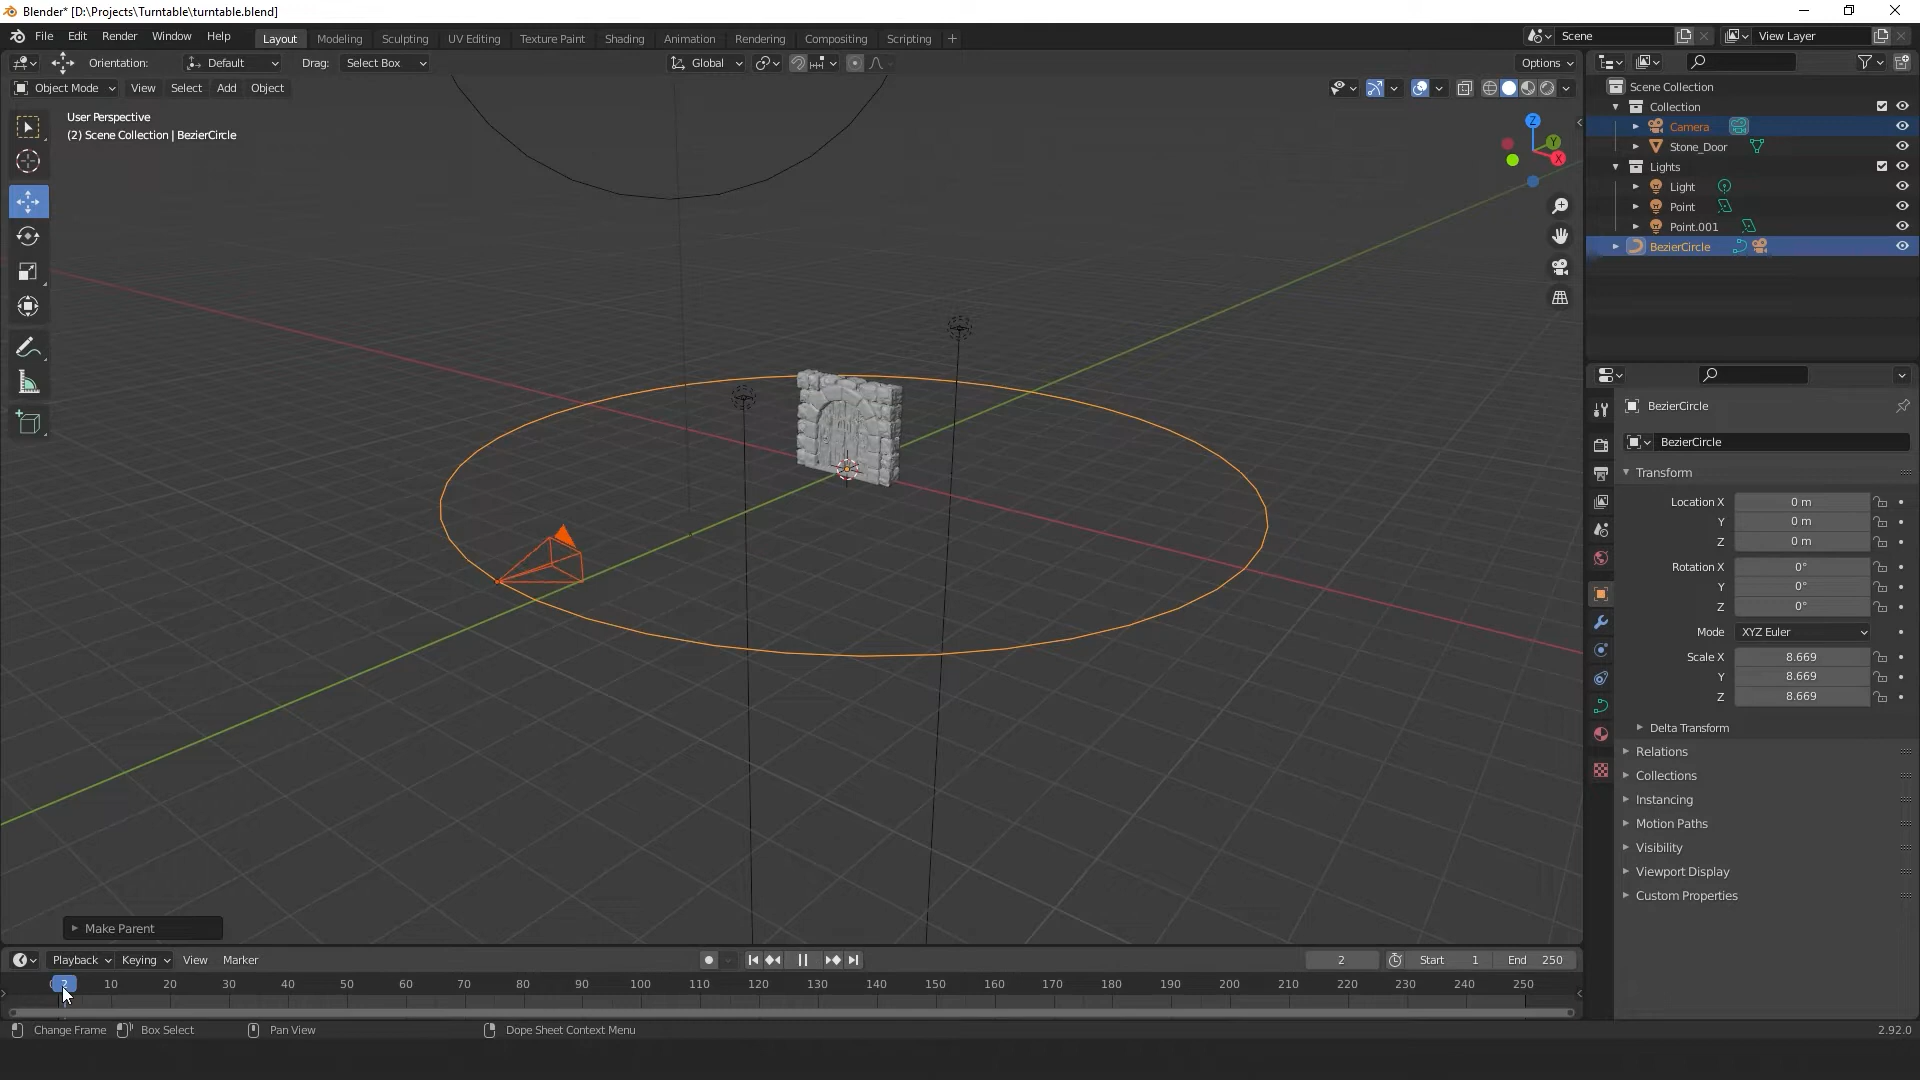 Blender* [D:\Projects\Turntable\turntable.blend]
File Edit Render Window Help Layout Modeling Sculpting UV Editing Texture Paint Shading Animation Rendering Compositing Scripting + Scene View Layer
Orientation: Default Drag: Select Box Global Options
Object Mode View Select Add Object
User Perspective
(2) Scene Collection | BezierCircle
Z
Y
X
Make Parent
Scene Collection
Collection
Camera
Stone_Door
Lights
Light
Point
Point.001
BezierCircle
BezierCircle
BezierCircle
Transform
Location X 0 m
Y 0 m
Z 0 m
Rotation X 0°
Y 0°
Z 0°
Mode XYZ Euler
Scale X 8.669
Y 8.669
Z 8.669
Delta Transform
Relations
Collections
Instancing
Motion Paths
Visibility
Viewport Display
Custom Properties
Playback Keying View Marker 2 Start 1 End 250
2 10 20 30 40 50 60 70 80 90 100 110 120 130 140 150 160 170 180 190 200 210 220 230 240 250
Change Frame Box Select Pan View Dope Sheet Context Menu 2.92.0